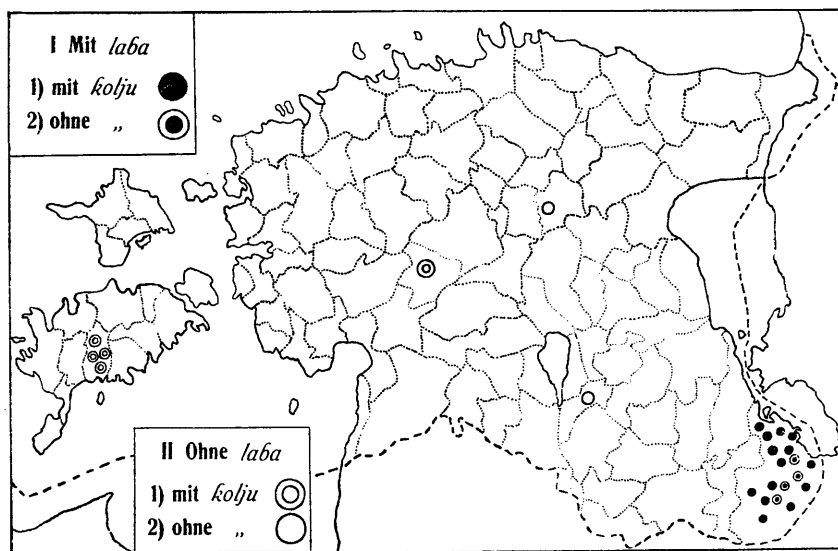 I Mit laba
1) mit kolju
2) ohne „
II Ohne laba
1) mit kolju
2) ohne „